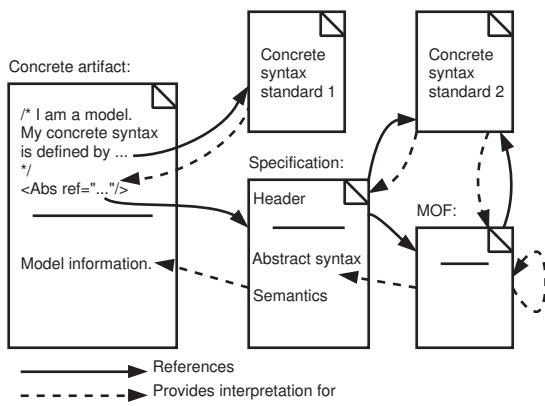 Concrete artifact:
/* I am a model.
My concrete syntax
is defined by ...
*/
<Abs ref="..."/>
Model information.
Concrete
syntax
standard 1
Specification:
Header
Abstract syntax
Semantics
Concrete
syntax
standard 2
MOF:
References
Provides interpretation for